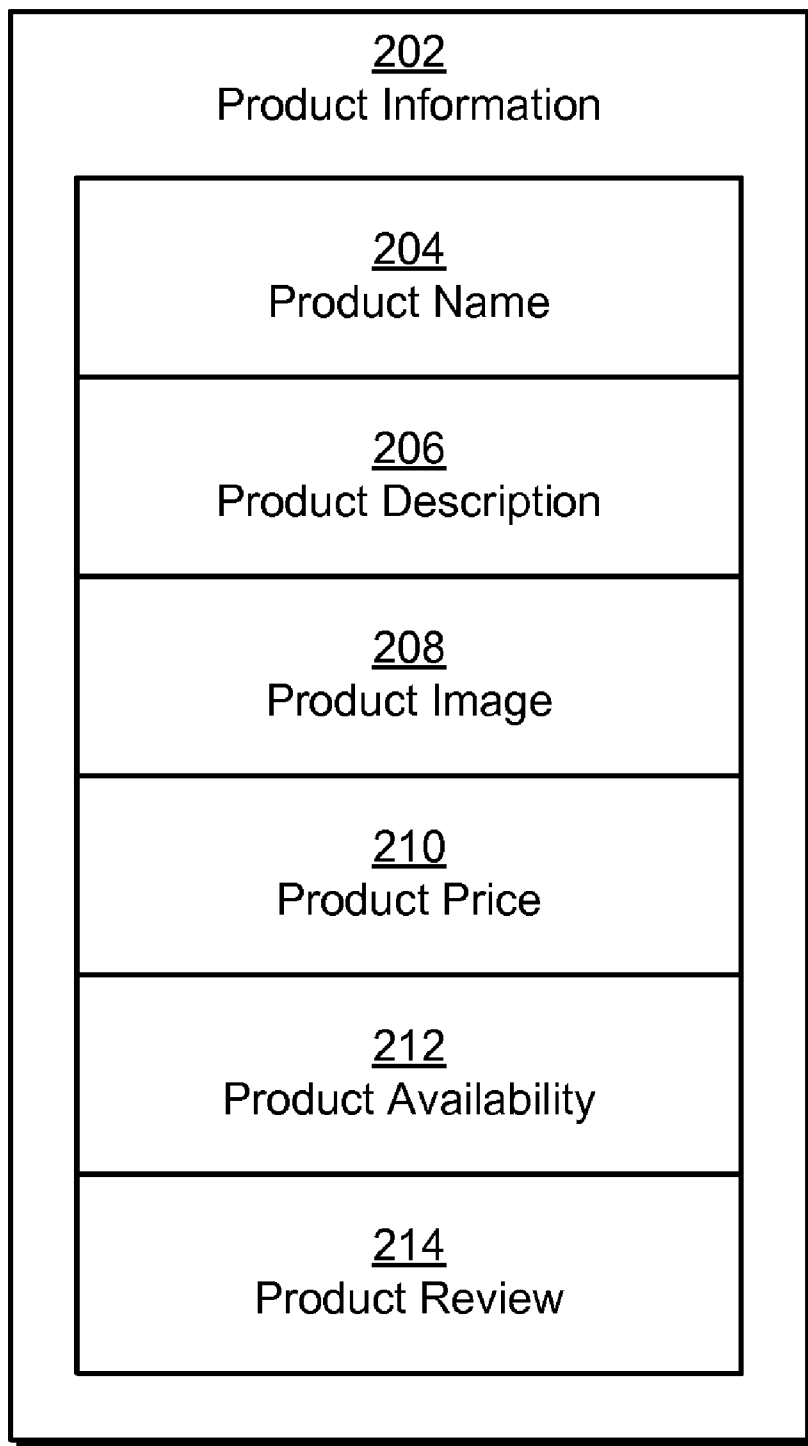 202
Product Information
204
Product Name
206
Product Description
208
Product Image
210
Product Price
212
Product Availability
214
Product Review